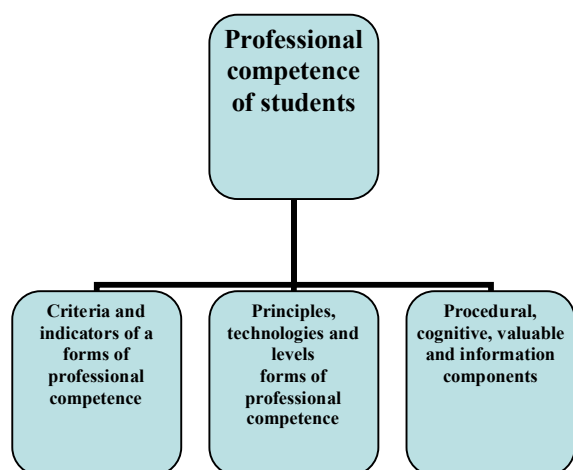 Professional
competence
of students
Criteria and
indicators of a
forms of
professional
competence
Principles,
technologies and
levels
forms of
professional
competence
Procedural,
cognitive, valuable
and information
components